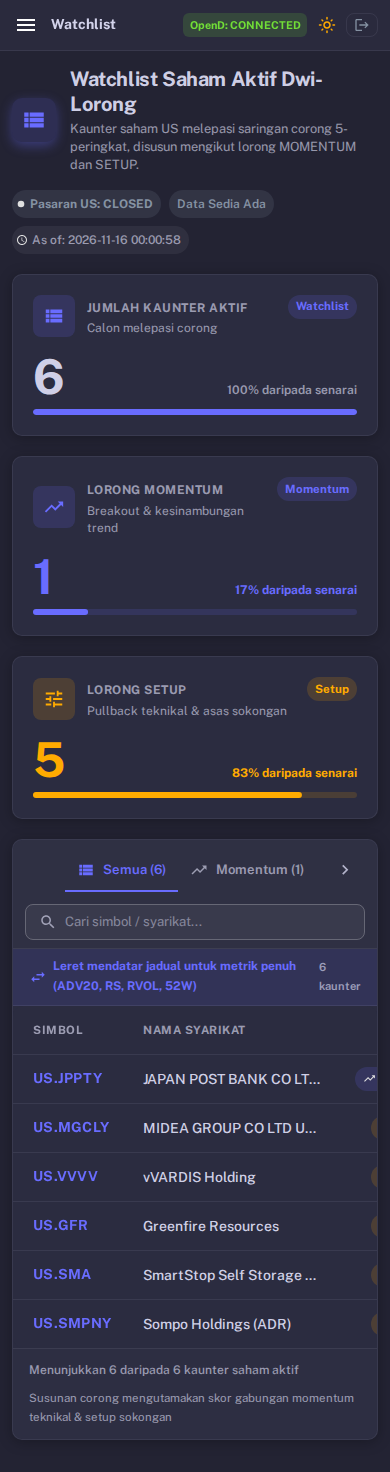 Watchlist
OpenD: CONNECTED
Watchlist Saham Aktif Dwi-
Lorong
Kaunter saham US melepasi saringan corong 5-
peringkat, disusun mengikut lorong MOMENTUM
dan SETUP.
Pasaran US: CLOSED
Data Sedia Ada
As of: 2026-11-16 00:00:58
JUMLAH KAUNTER AKTIF
Calon melepasi corong
Watchlist
6
100% daripada senarai
LORONG MOMENTUM
Breakout & kesinambungan
trend
Momentum
1
17% daripada senarai
LORONG SETUP
Pullback teknikal & asas sokongan
Setup
5
83% daripada senarai
Semua (6)
Momentum (1)
Cari simbol / syarikat...
Leret mendatar jadual untuk metrik penuh
(ADV20, RS, RVOL, 52W)
6
kaunter
SIMBOL NAMA SYARIKAT
US.JPPTY JAPAN POST BANK CO LT...
US.MGCLY MIDEA GROUP CO LTD U...
US.VVVV vVARDIS Holding
US.GFR Greenfire Resources
US.SMA SmartStop Self Storage ...
US.SMPNY Sompo Holdings (ADR)
Menunjukkan 6 daripada 6 kaunter saham aktif
Susunan corong mengutamakan skor gabungan momentum
teknikal & setup sokongan